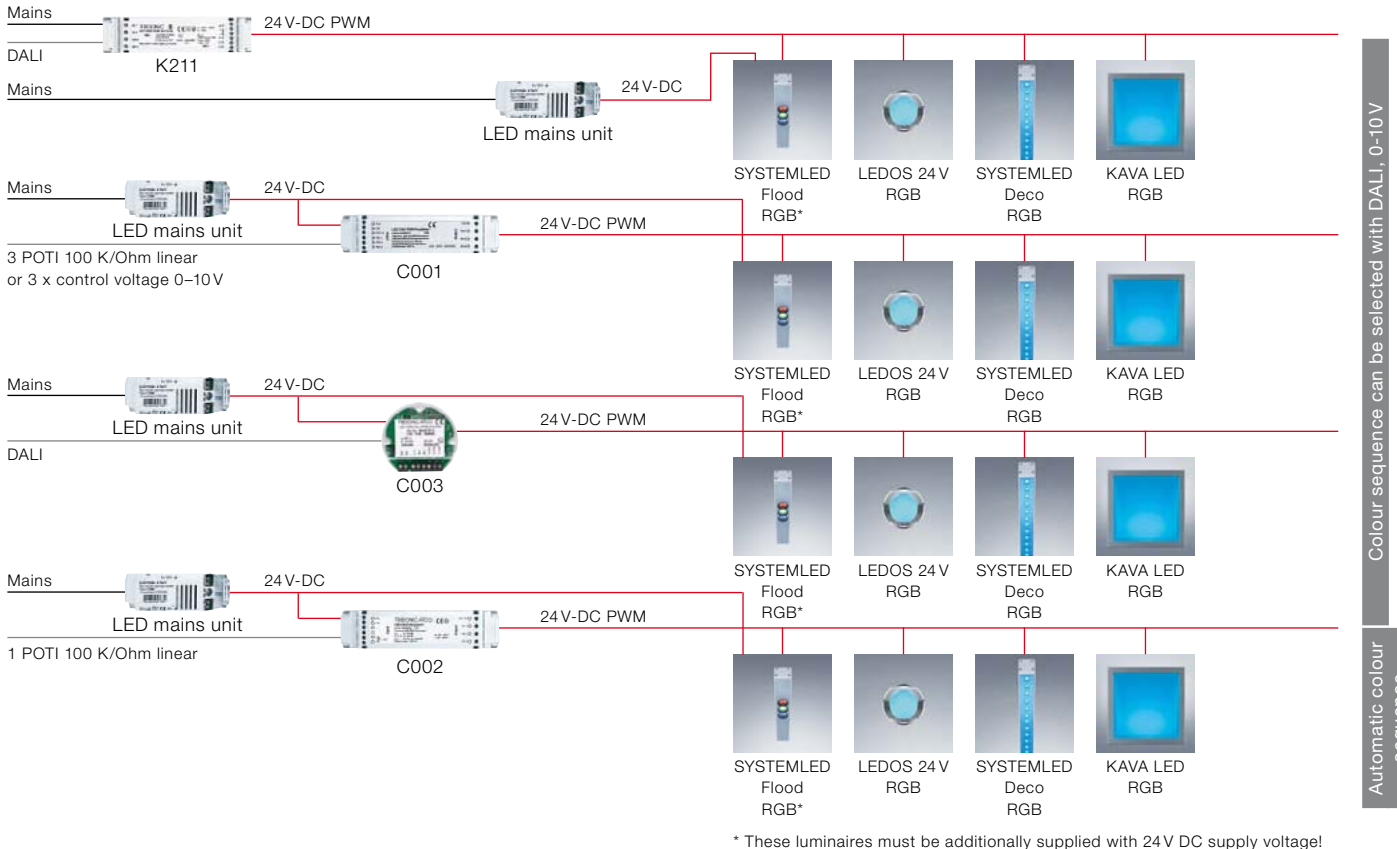 Mains
24 V-DC PWM
DALI
K211
Mains
24 V-DC
LED mains unit
SYSTEMLED
Flood
RGB*
LEDOS 24 V
RGB
SYSTEMLED
Deco
RGB
KAVA LED
RGB
Mains
24 V-DC
LED mains unit
24 V-DC PWM
3 POTI 100 K/Ohm linear
or 3 x control voltage 0–10 V
C001
SYSTEMLED
Flood
RGB*
LEDOS 24 V
RGB
SYSTEMLED
Deco
RGB
KAVA LED
RGB
Mains
24 V-DC
LED mains unit
24 V-DC PWM
DALI
C003
SYSTEMLED
Flood
RGB*
LEDOS 24 V
RGB
SYSTEMLED
Deco
RGB
KAVA LED
RGB
Mains
24 V-DC
LED mains unit
24 V-DC PWM
1 POTI 100 K/Ohm linear
C002
SYSTEMLED
Flood
RGB*
LEDOS 24 V
RGB
SYSTEMLED
Deco
RGB
KAVA LED
RGB
* These luminaires must be additionally supplied with 24 V DC supply voltage!
Colour sequence can be selected with DALI, 0-10 V
Automatic colour